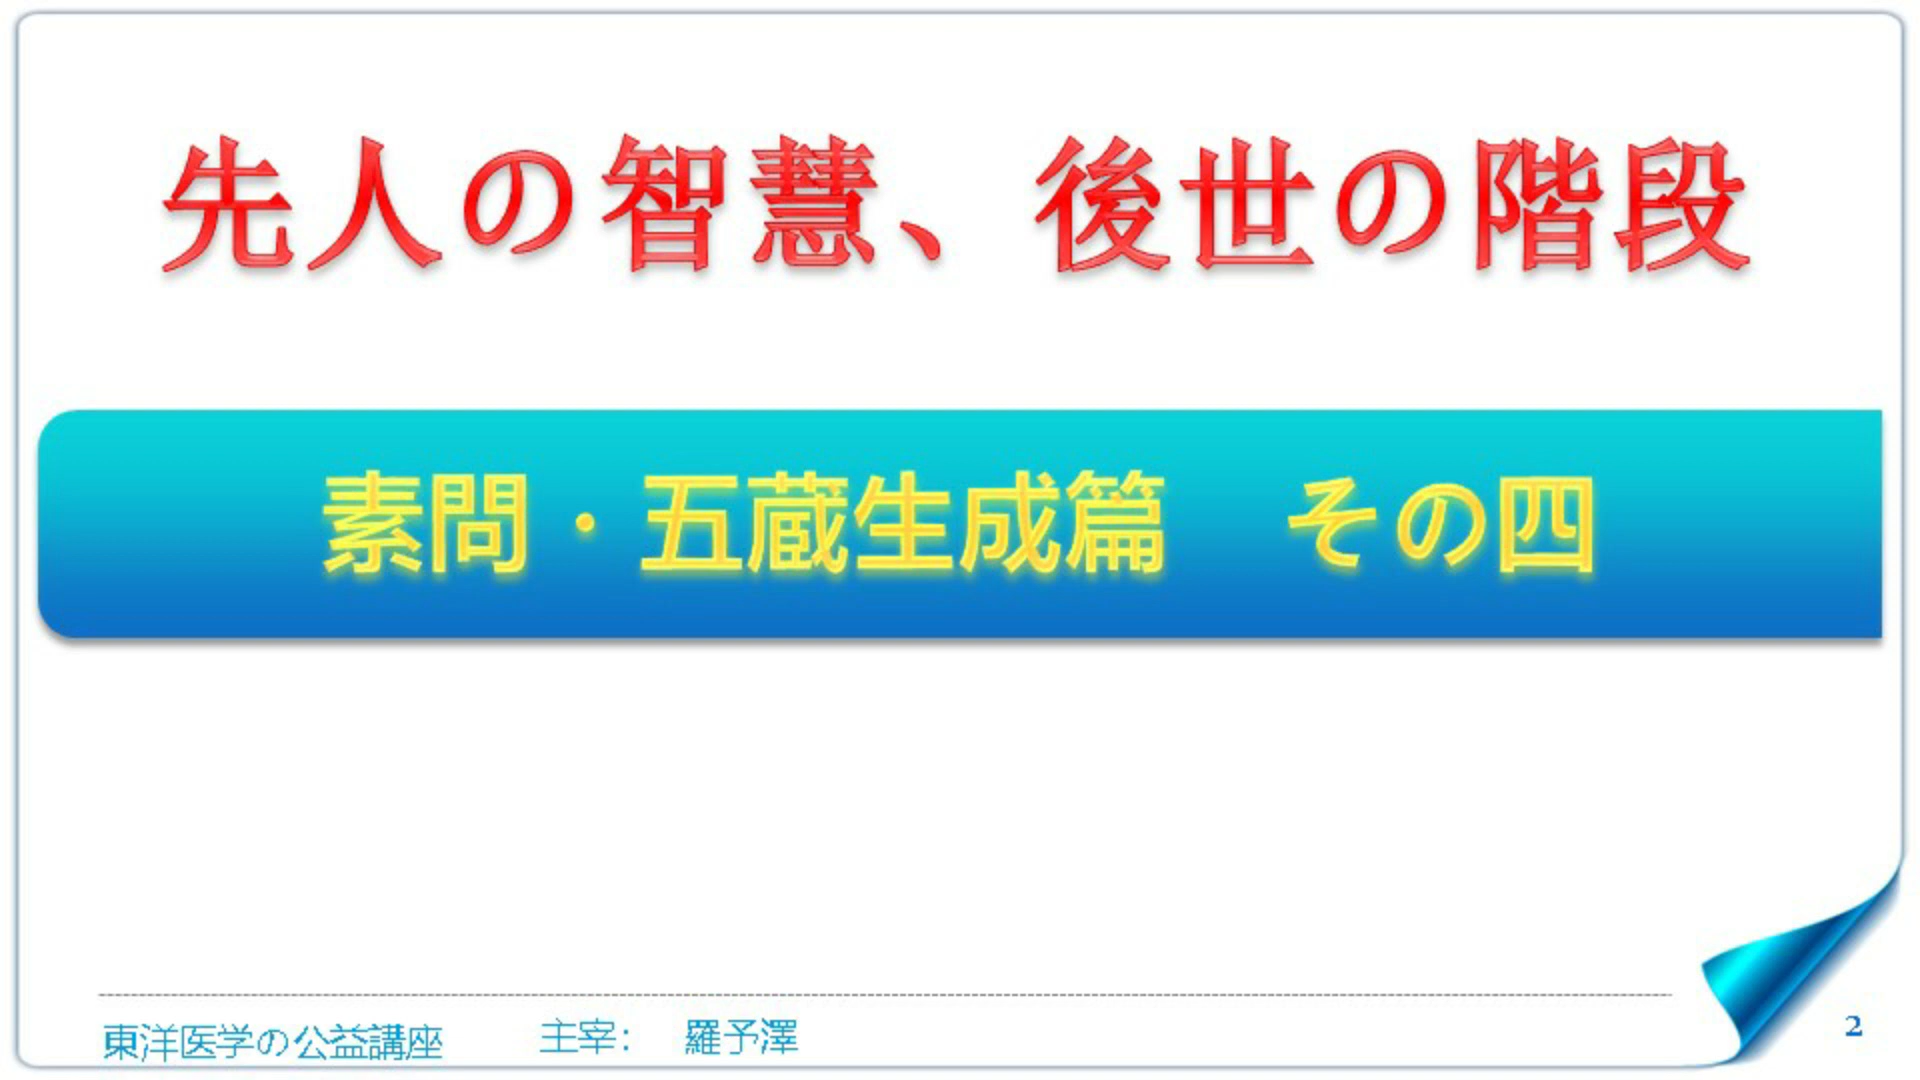 先人の智慧、後世の階段
素問・五蔵生成篇　その四
東洋医学の公益講座　　主宰：　羅予澤
2